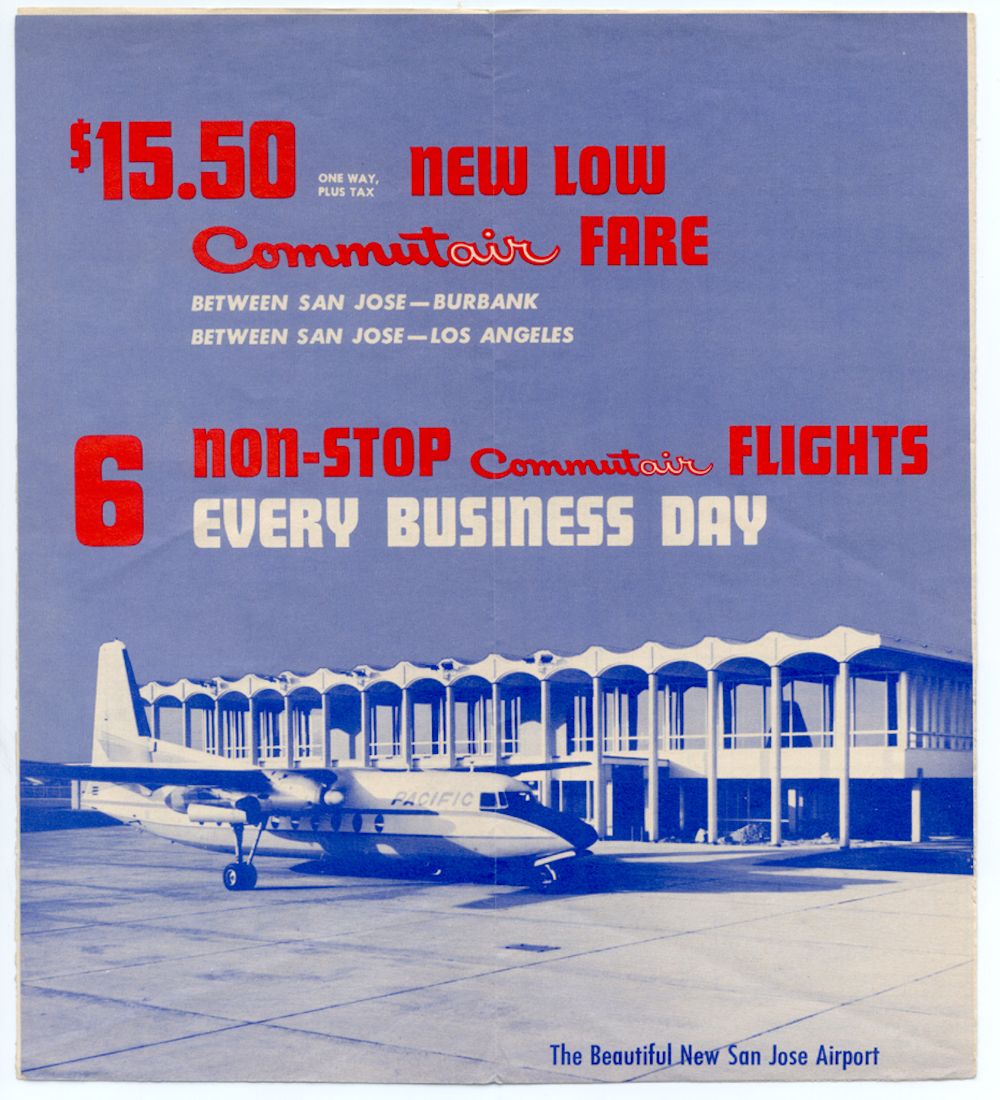 $15.50 ONE WAY, PLUS TAX NEW LOW
Commutair FARE
BETWEEN SAN JOSE—BURBANK
BETWEEN SAN JOSE—LOS ANGELES
6 NON-STOP Commutair FLIGHTS
EVERY BUSINESS DAY
PACIFIC
The Beautiful New San Jose Airport